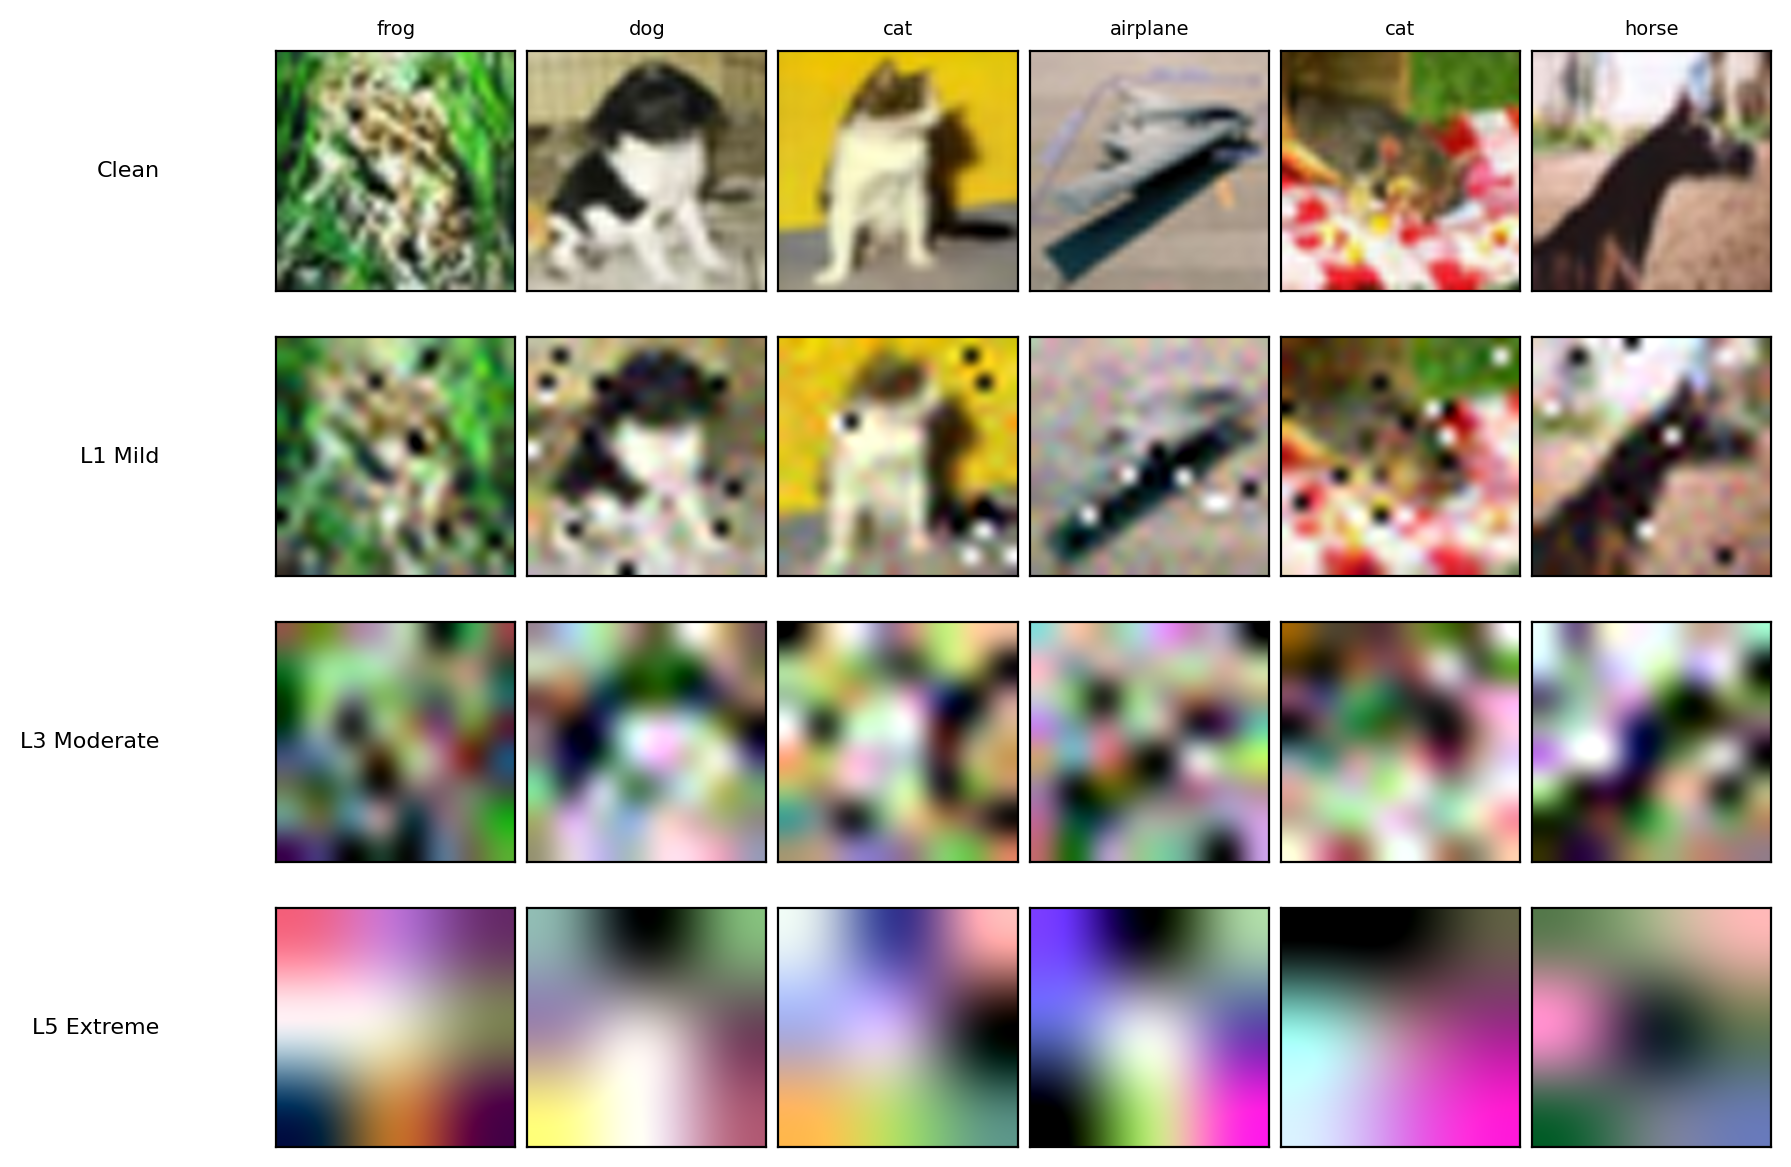 frog dog cat airplane cat horse
Clean
L1 Mild
L3 Moderate
L5 Extreme